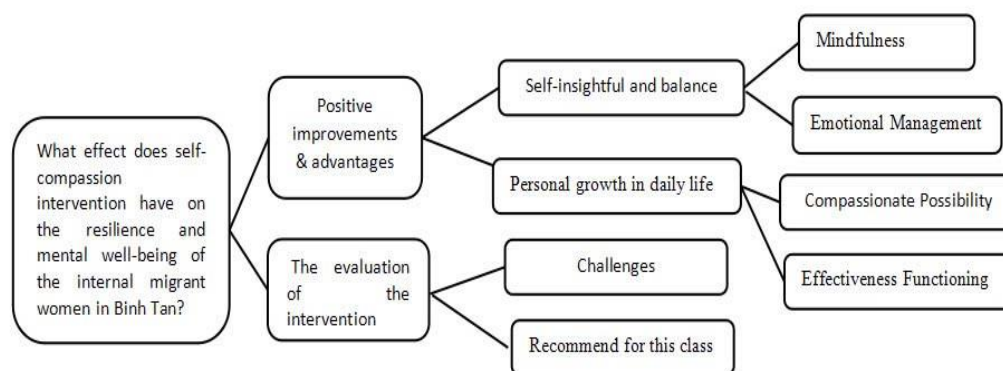 What effect does self-
compassion
intervention have on
the resilience and
mental well-being of
the internal migrant
women in Binh Tan?
Positive
improvements
& advantages
The evaluation
of the
intervention
Self-insightful and balance
Personal growth in daily life
Challenges
Recommend for this class
Mindfulness
Emotional Management
Compassionate Possibility
Effectiveness Functioning